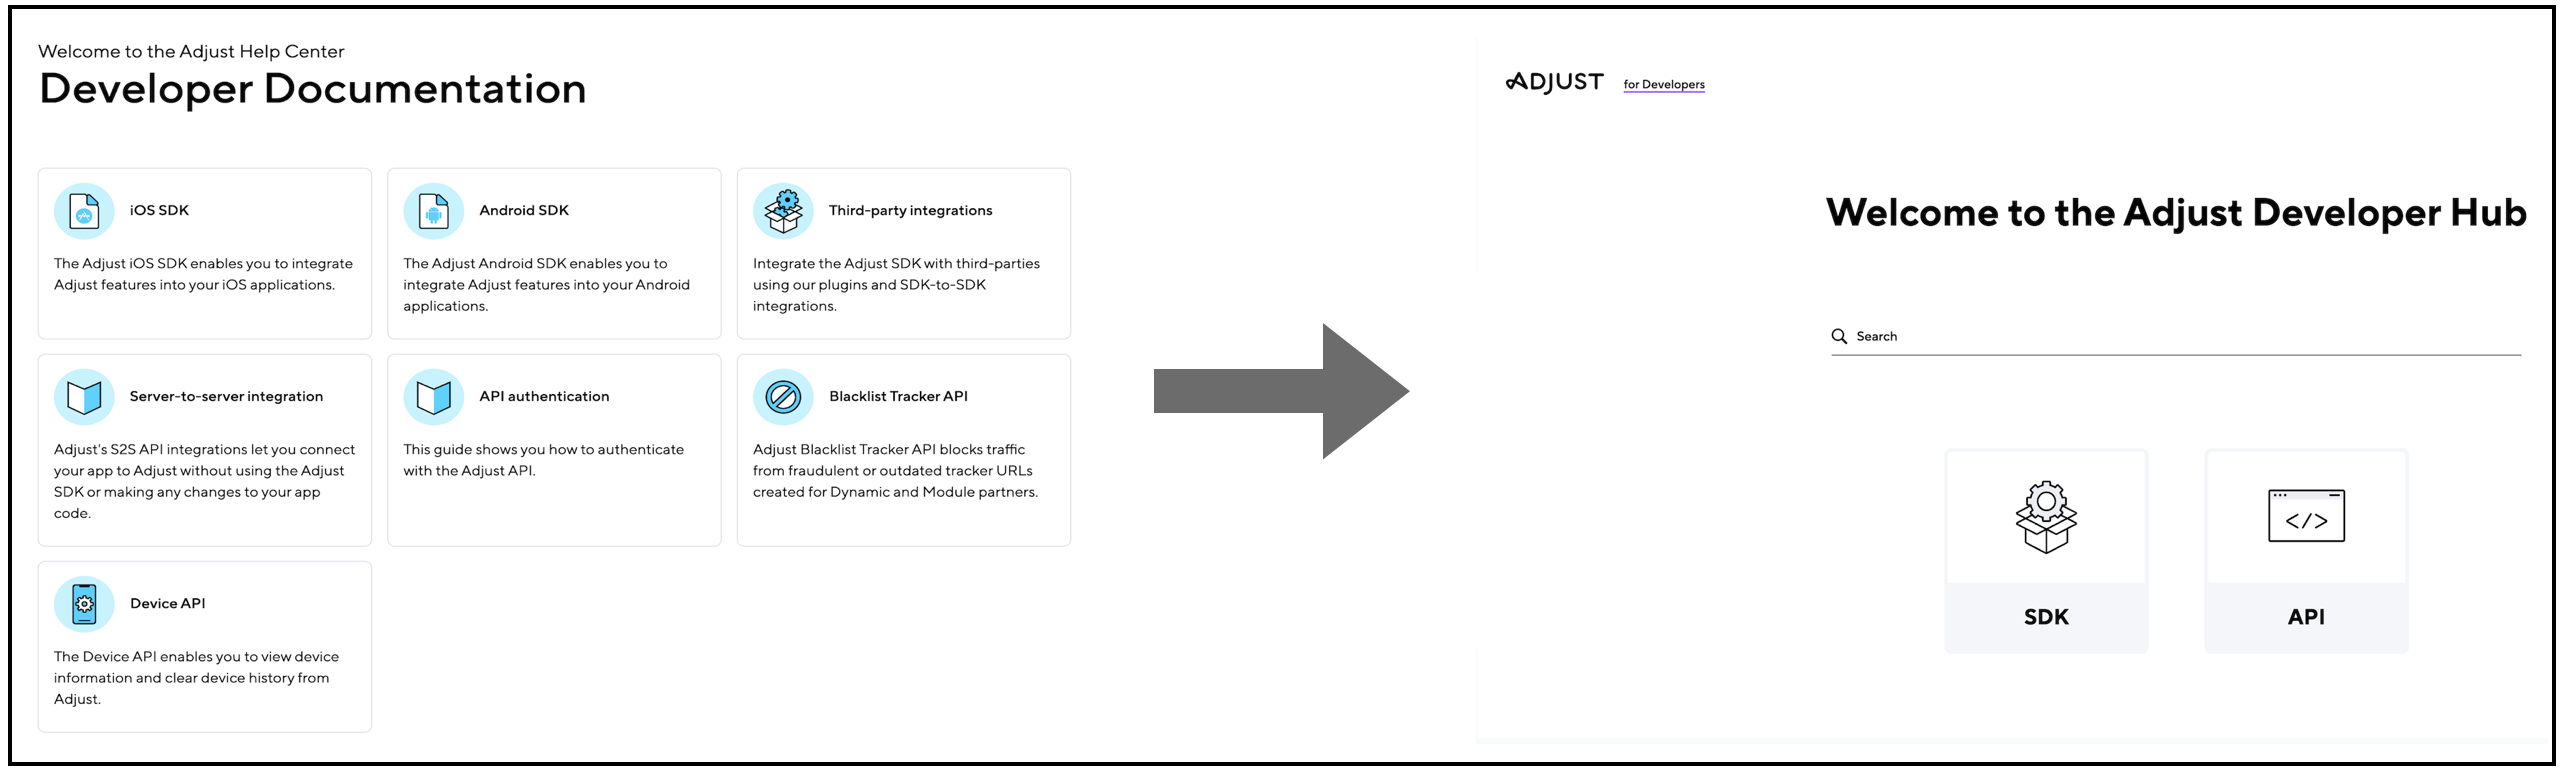 Welcome to the Adjust Help Center
Developer Documentation
iOS SDK
The Adjust iOS SDK enables you to integrate
Adjust features into your iOS applications.
Android SDK
The Adjust Android SDK enables you to
integrate Adjust features into your Android
applications.
Third-party integrations
Integrate the Adjust SDK with third-parties
using our plugins and SDK-to-SDK
integrations.
Server-to-server integration
Adjust's S2S API integrations let you connect
your app to Adjust without using the Adjust
SDK or making any changes to your app
code.
API authentication
This guide shows you how to authenticate
with the Adjust API.
Blacklist Tracker API
Adjust Blacklist Tracker API blocks traffic
from fraudulent or outdated tracker URLs
created for Dynamic and Module partners.
Device API
The Device API enables you to view device
information and clear device history from
Adjust.
ADJUST for Developers
Welcome to the Adjust Developer Hub
Search
</>
SDK
API